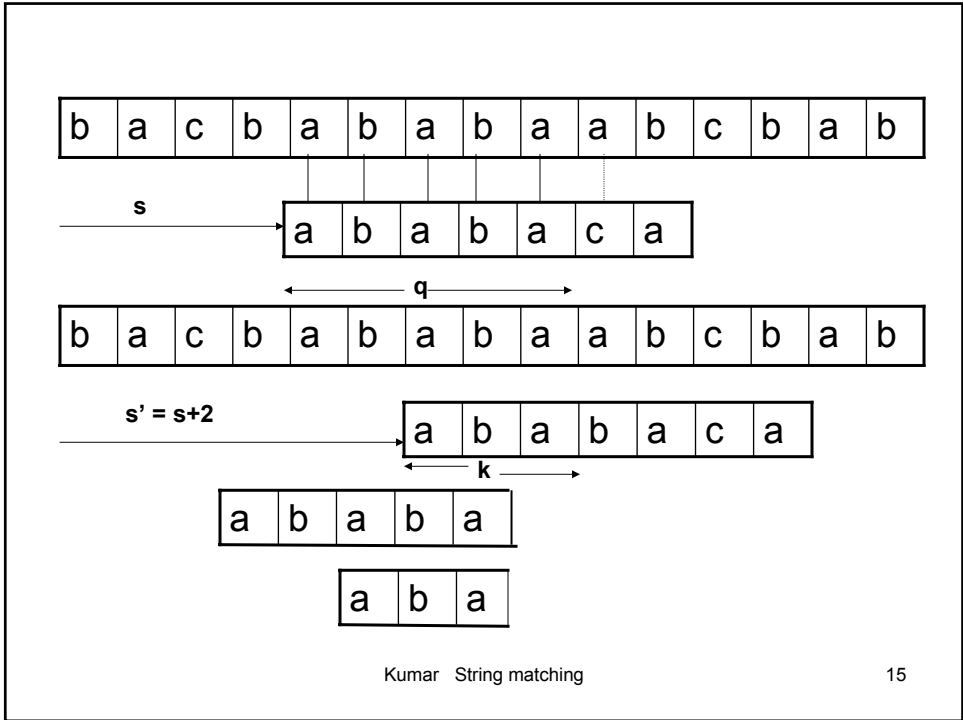 b a c b a b a b a a b c b a b
s
a b a b a c a
q
b a c b a b a b a a b c b a b
s’ = s+2
a b a b a c a
k
a b a b a
a b a
Kumar String matching 15